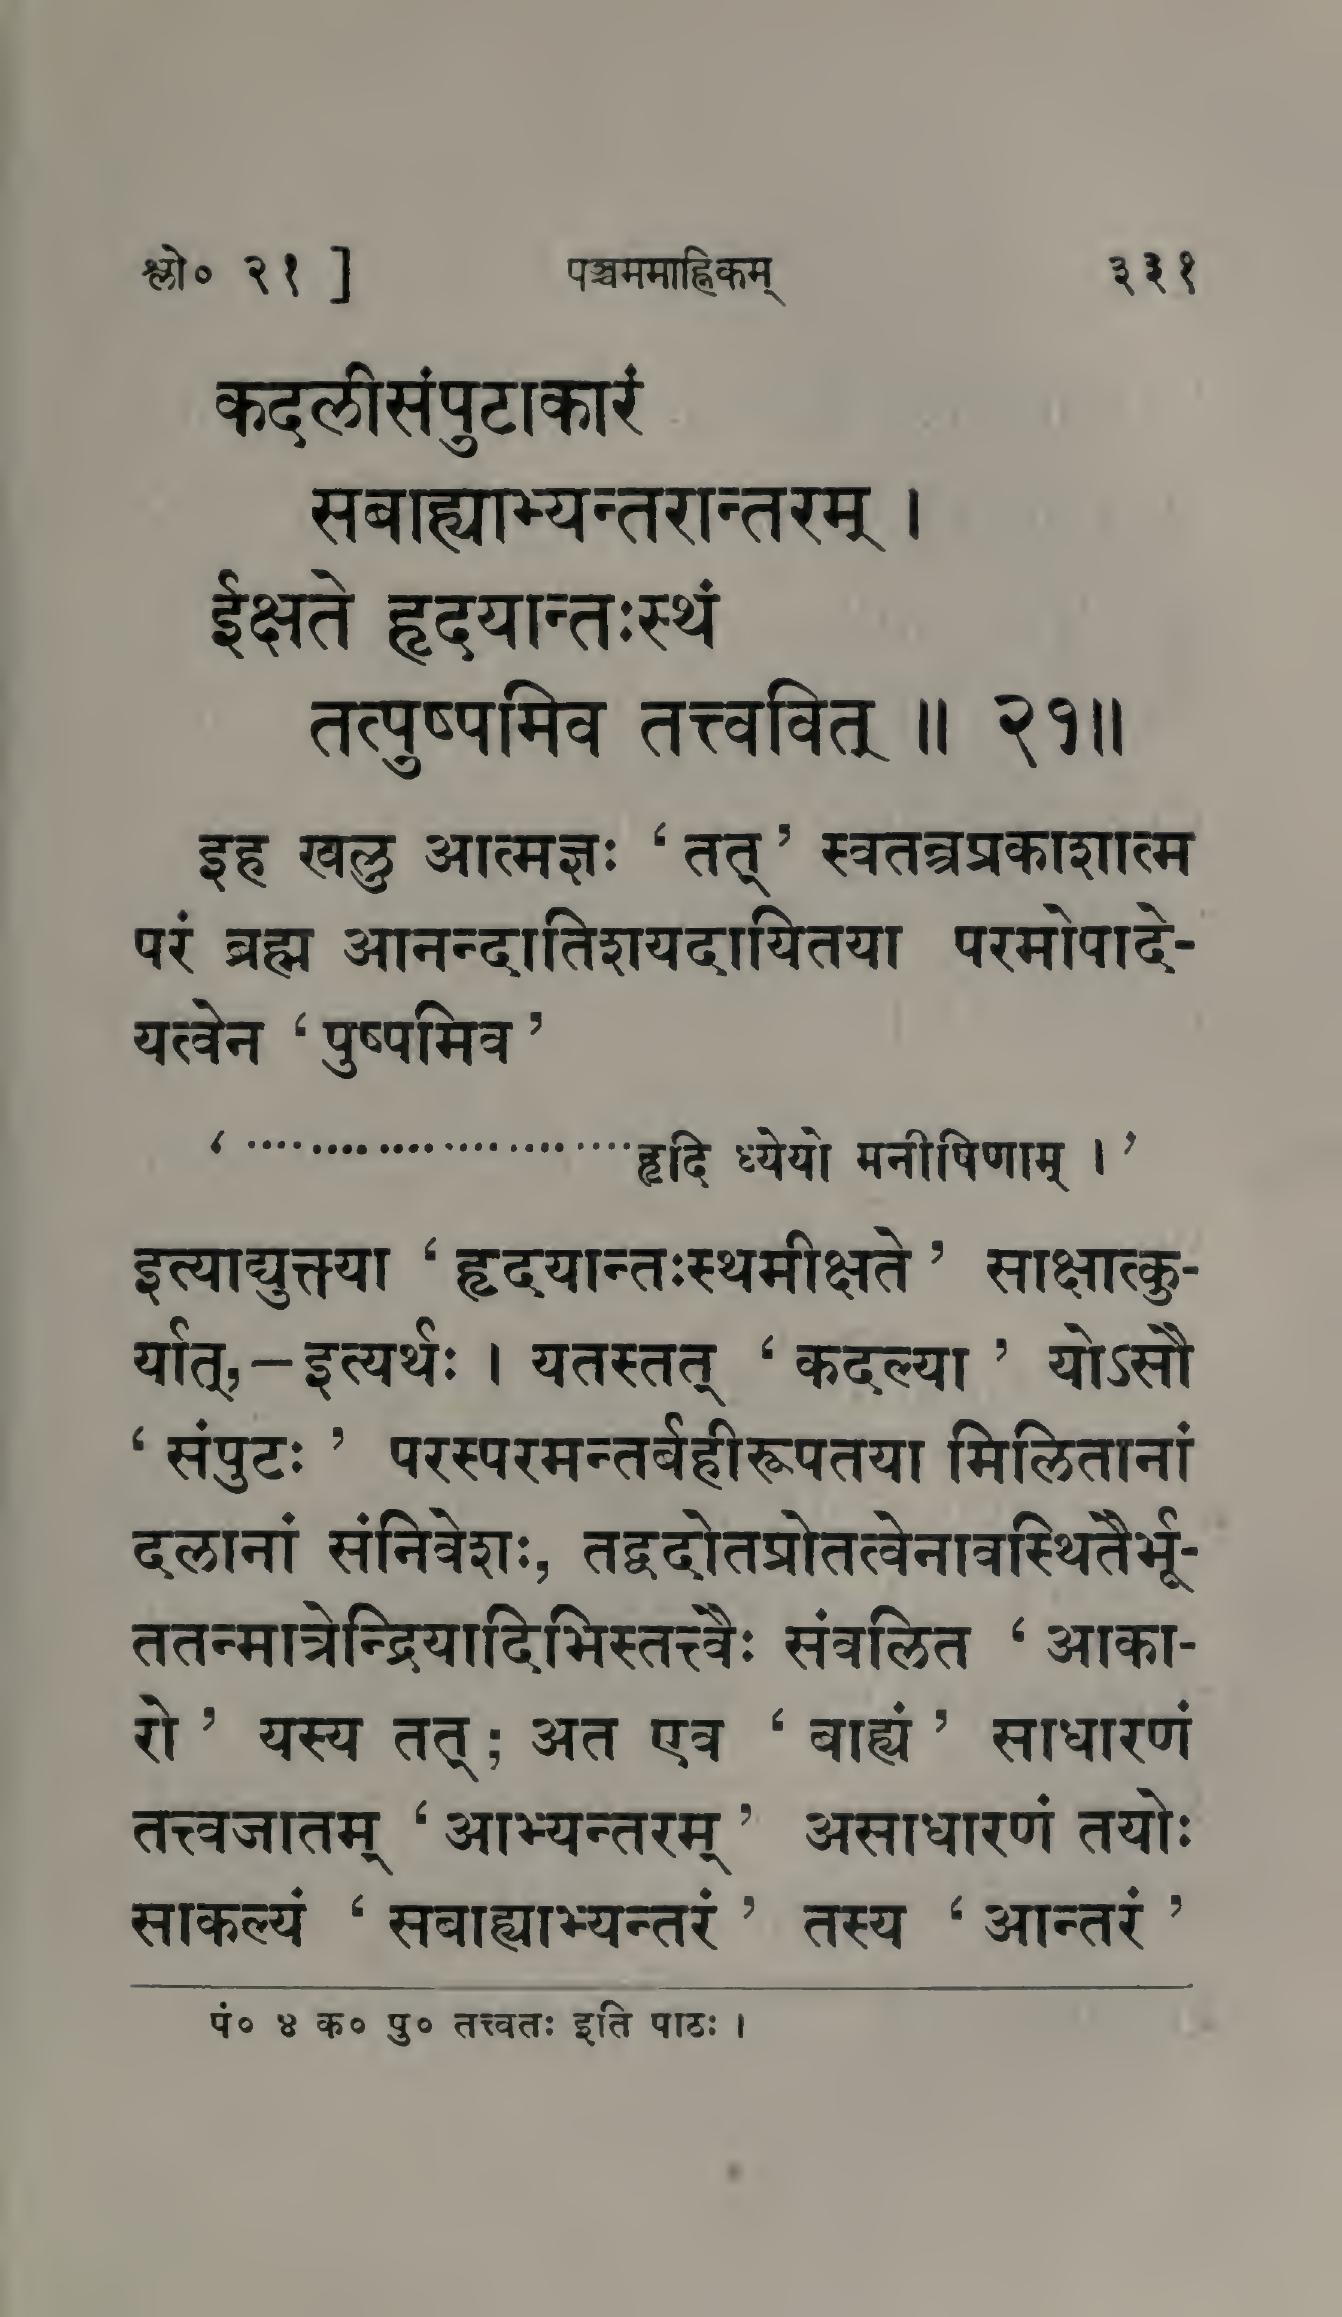 श्लो० २१ ] पञ्चममाह्निकम् ३३१
कदलीसंपुटाकारं
सबाह्याभ्यन्तरान्तरम् ।
ईक्षते हृदयान्तःस्थं
तत्पुष्पमिव तत्त्ववित् ॥ २१॥
इह खलु आत्मज्ञः ‘ तत् ’ स्वतन्त्रप्रकाशात्म
परं ब्रह्म आनन्दातिशयदायितया परमोपादे-
यत्वेन ‘ पुष्पमिव ’
‘ ........................हृदि ध्येयो मनीषिणाम् । ’
इत्याद्युक्त्या ‘ हृदयान्तःस्थमीक्षते ’ साक्षात्कु-
र्यात्,—इत्यर्थः । यतस्तत् ‘ कदल्या ’ योऽसौ
‘ संपुटः ’ परस्परमन्तर्बहीरूपतया मिलितानां
दलानां संनिवेशः, तद्वदोतप्रोतत्वेनावस्थितैर्भू-
ततन्मात्रेन्द्रियादिभिस्तत्त्वैः संवलित ‘ आका-
रो ’ यस्य तत् ; अत एव ‘ बाह्यं ’ साधारणं
तत्त्वजातम् ‘ आभ्यन्तरम् ’ असाधारणं तयोः
साकल्यं ‘ सबाह्याभ्यन्तरं ’ तस्य ‘ आन्तरं ’
पं० ४ क० पु० तत्त्वतः इति पाठः ।